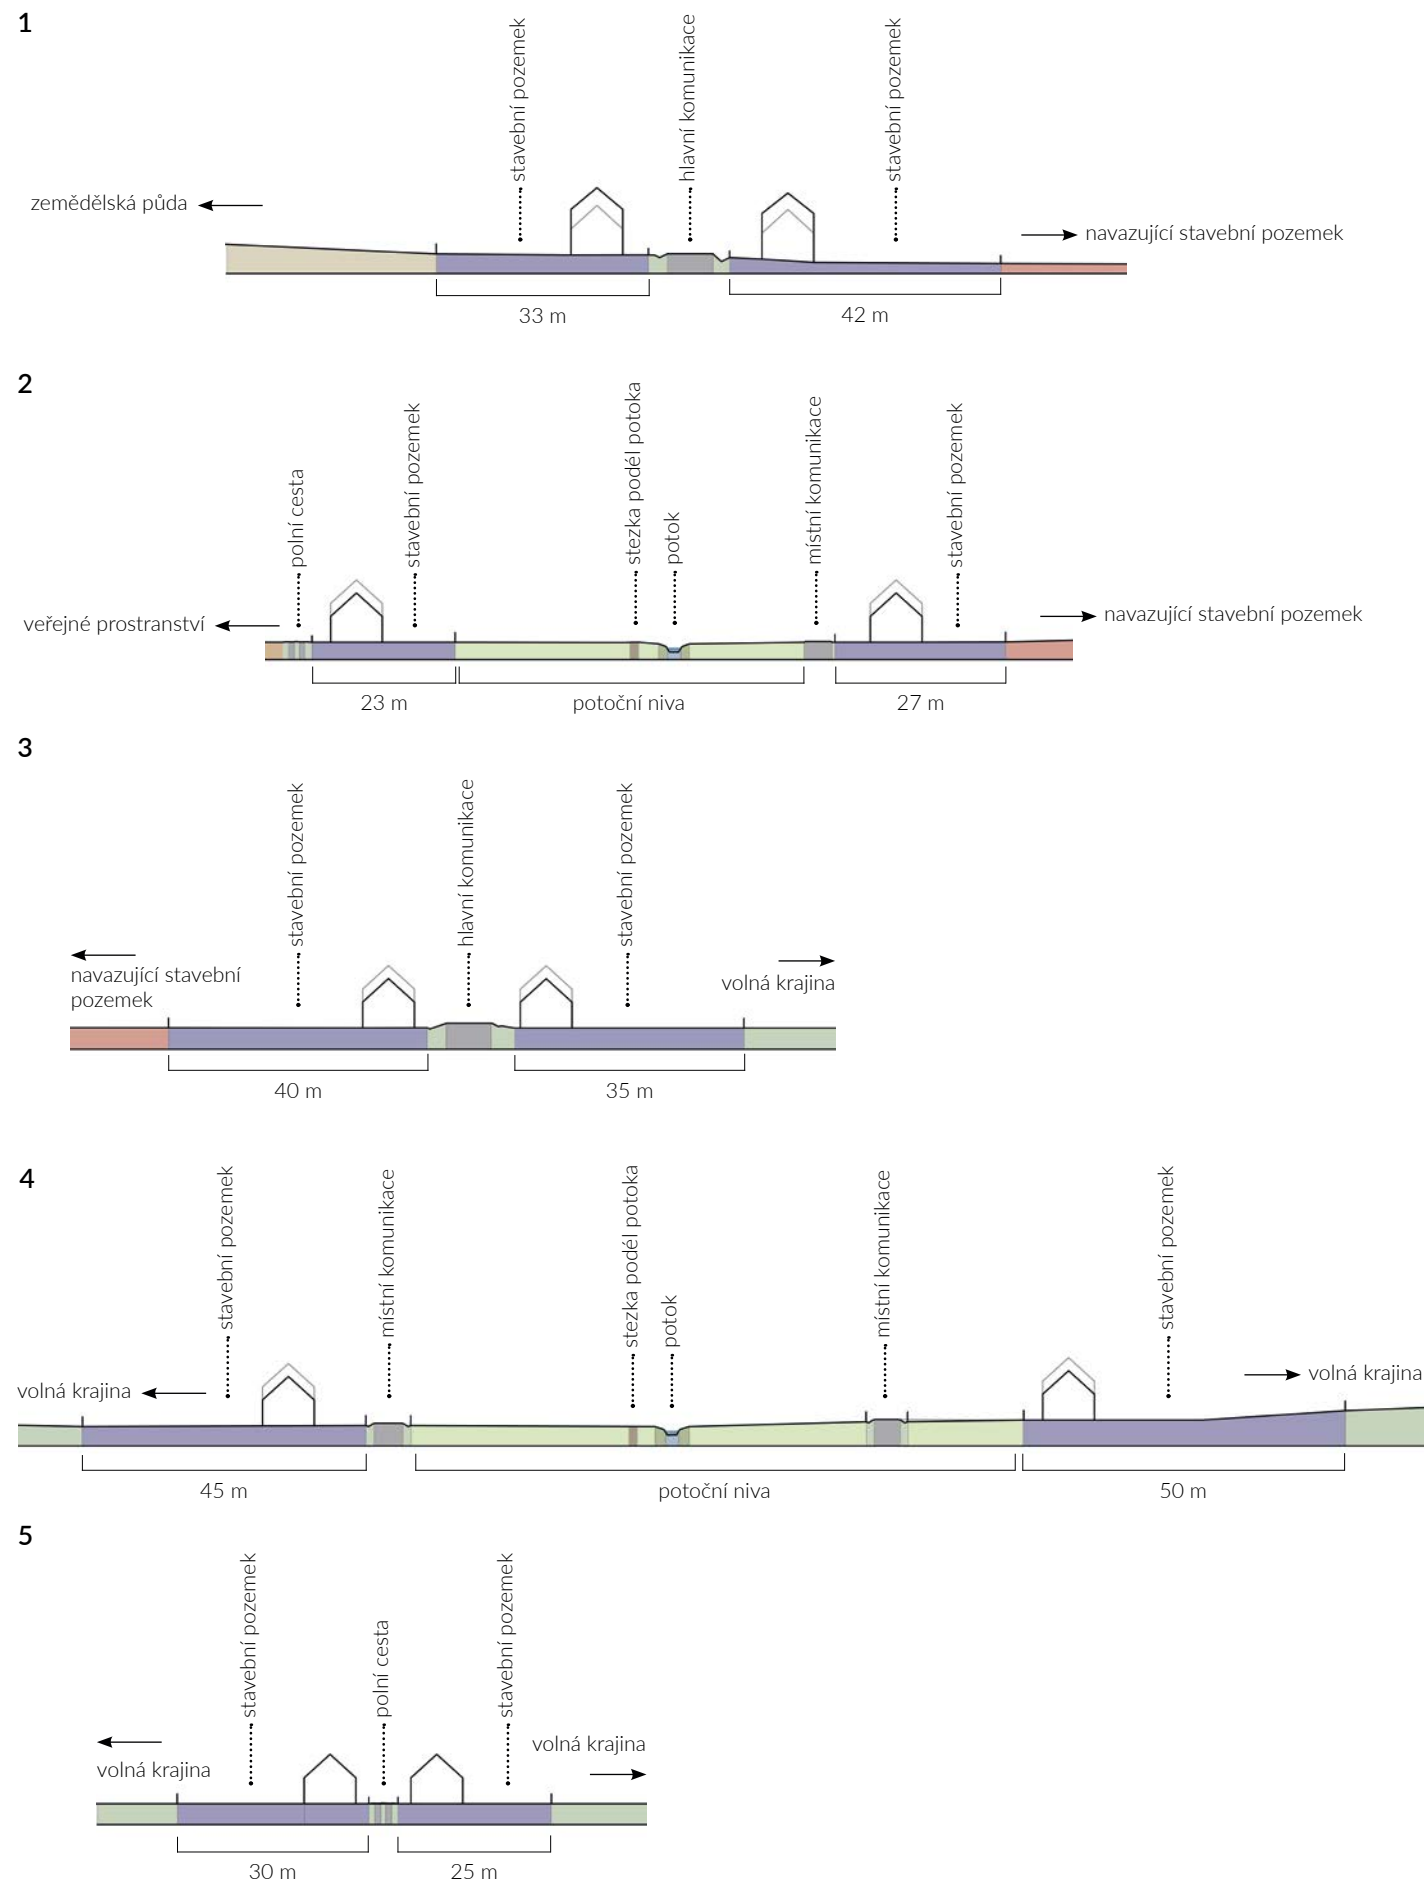 1
stavební pozemek
hlavní komunikace
stavební pozemek
zemědělská půda
navazující stavební pozemek
33 m
42 m
2
polní cesta
stavební pozemek
stezka podél potoka
potok
místní komunikace
stavební pozemek
veřejné prostranství
navazující stavební pozemek
23 m
potoční niva
27 m
3
stavební pozemek
hlavní komunikace
stavební pozemek
navazující stavební
pozemek
volná krajina
40 m
35 m
4
stavební pozemek
místní komunikace
stezka podél potoka
potok
místní komunikace
stavební pozemek
volná krajina
volná krajina
45 m
potoční niva
50 m
5
stavební pozemek
polní cesta
stavební pozemek
volná krajina
volná krajina
30 m
25 m